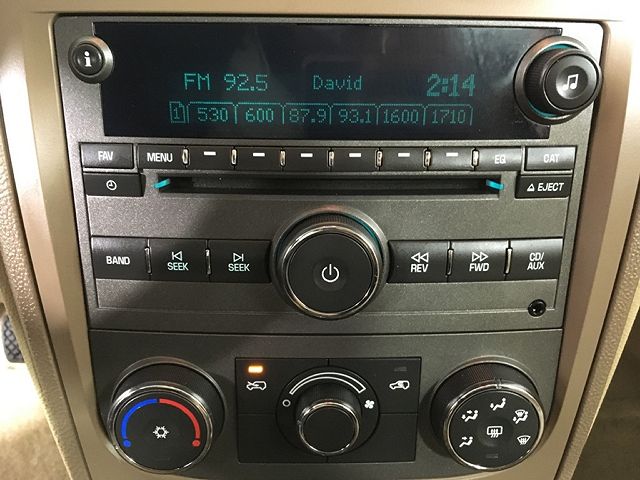 i
FM 92.5 David 2:14
1 530 600 87.9 93.1 1600 1710
FAV MENU EQ CAT
EJECT
BAND SEEK SEEK REV FWD CD/
AUX